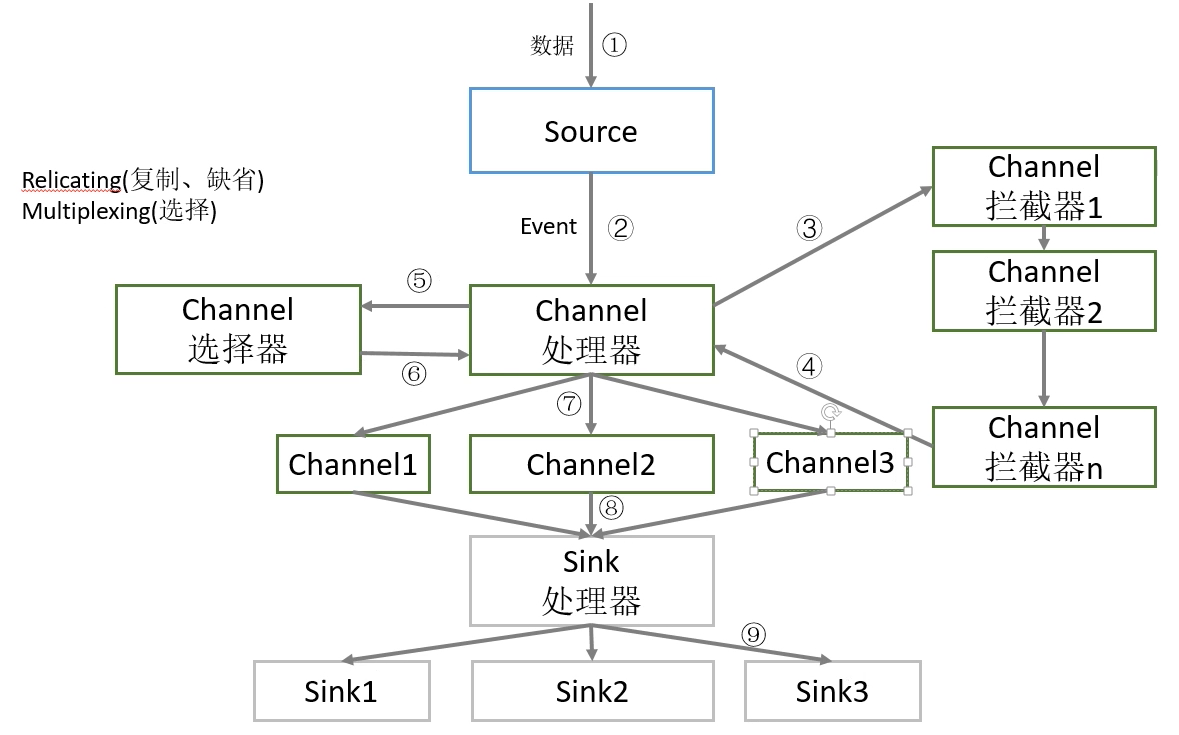 数据 ①
Source
Relicating(复制、缺省)
Multiplexing(选择)
Event ②
③
Channel
拦截器1
Channel
拦截器2
Channel
拦截器n
④
⑤
Channel
选择器
⑥
Channel
处理器
⑦
Channel1
Channel2
Channel3
⑧
Sink
处理器
⑨
Sink1
Sink2
Sink3